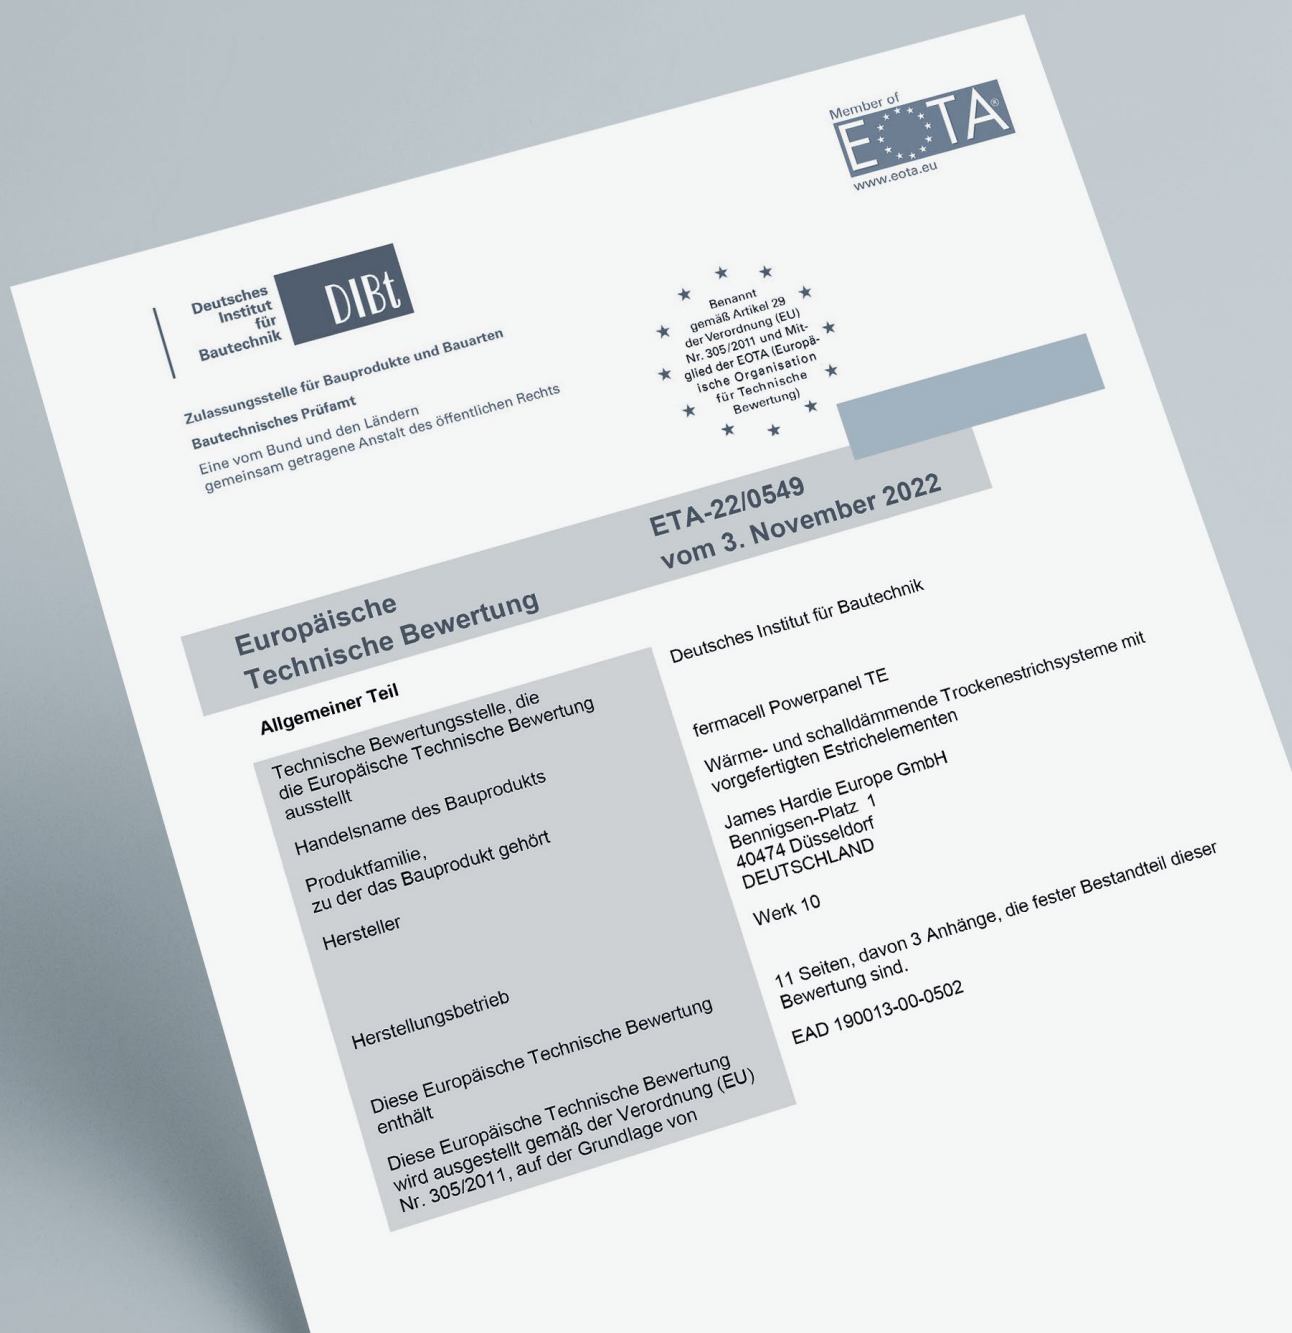 Member of
EOTA®
www.eota.eu
Deutsches
Institut
für
Bautechnik
DIBt
Zulassungsstelle für Bauprodukte und Bauarten
Bautechnisches Prüfamt
Eine vom Bund und den Ländern
gemeinsam getragene Anstalt des öffentlichen Rechts
Benannt
gemäß Artikel 29
der Verordnung (EU)
Nr. 305/2011 und Mit-
glied der EOTA (Europä-
ische Organisation
für Technische
Bewertung)
Europäische
Technische Bewertung
ETA-22/0549
vom 3. November 2022
Allgemeiner Teil
Technische Bewertungsstelle, die
die Europäische Technische Bewertung
ausstellt
Deutsches Institut für Bautechnik
Handelsname des Bauprodukts
fermacell Powerpanel TE
Produktfamilie,
zu der das Bauprodukt gehört
Wärme- und schalldämmende Trockenestrichsysteme mit
vorgefertigten Estrichelementen
Hersteller
James Hardie Europe GmbH
Bennigsen-Platz 1
40474 Düsseldorf
DEUTSCHLAND
Herstellungsbetrieb
Werk 10
Diese Europäische Technische Bewertung
enthält
11 Seiten, davon 3 Anhänge, die fester Bestandteil dieser
Bewertung sind.
Diese Europäische Technische Bewertung
wird ausgestellt gemäß der Verordnung (EU)
Nr. 305/2011, auf der Grundlage von
EAD 190013-00-0502